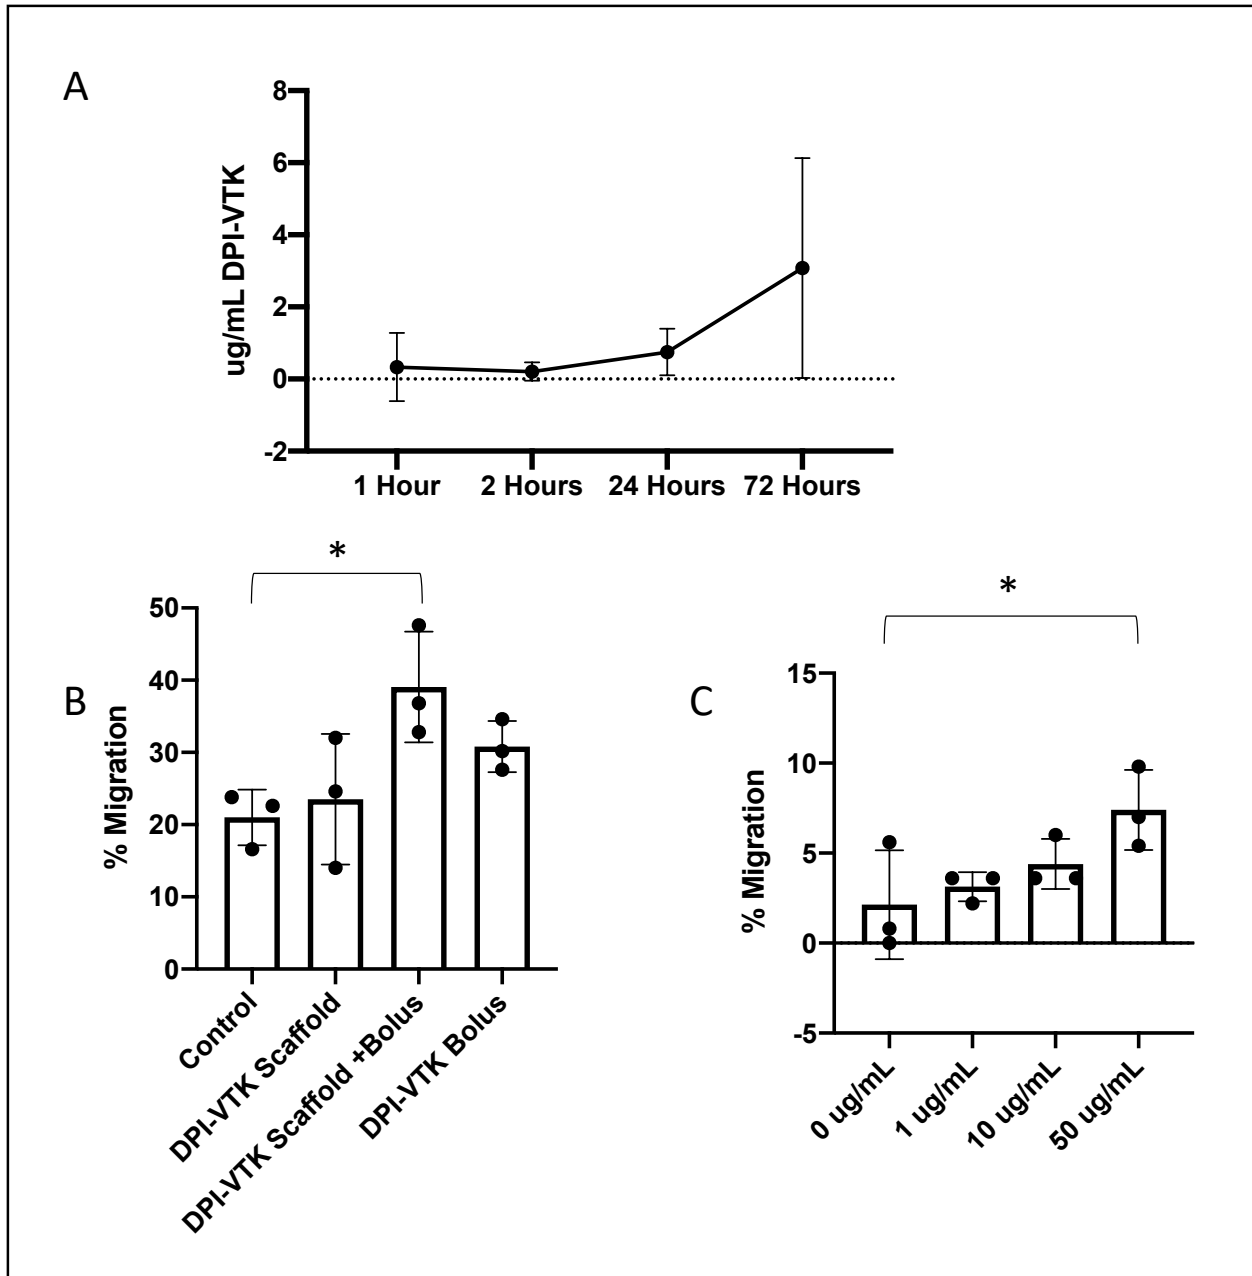 A
8
6
4
2
0
-2
ug/mL DPI-VTK
1 Hour 2 Hours 24 Hours 72 Hours
B
*
50
40
30
20
10
0
% Migration
Control
DPI-VTK Scaffold
DPI-VTK Scaffold +Bolus
DPI-VTK Bolus
C
*
15
10
5
0
-5
% Migration
0 ug/mL
1 ug/mL
10 ug/mL
50 ug/mL